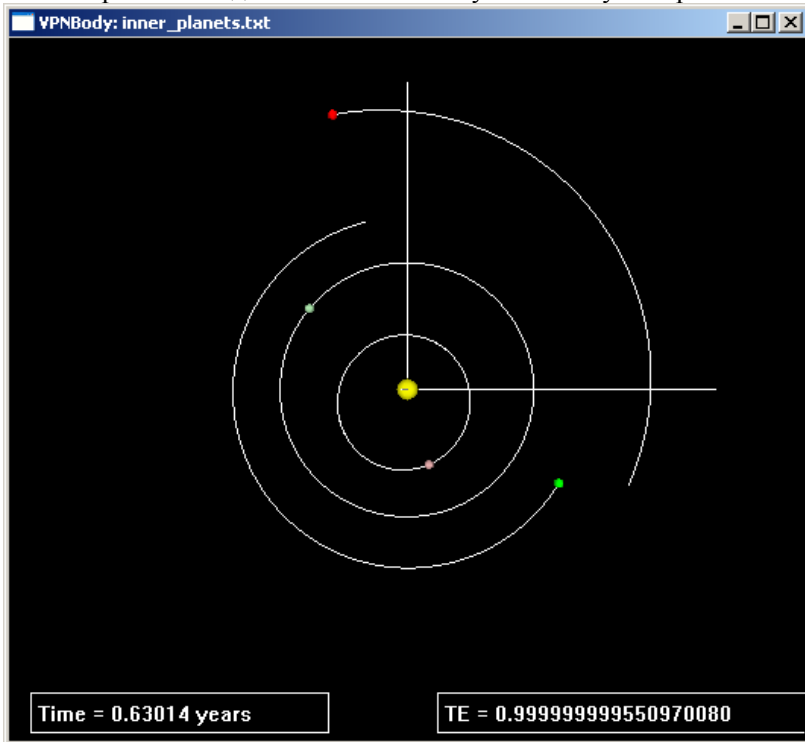 VPNBody: inner_planets.txt
Time = 0.63014 years
TE = 0.999999999550970080